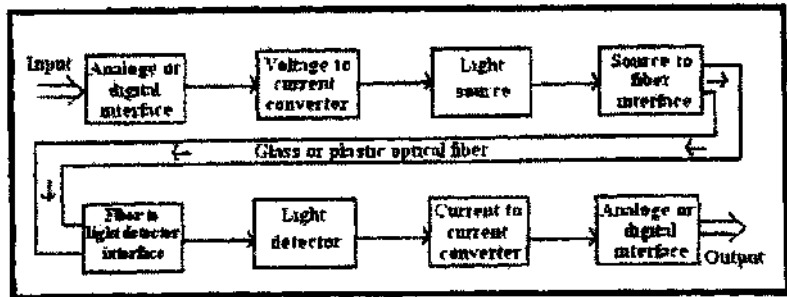 Input
Analoge or
digital
interface
Voltage to
current
converter
Light
source
Source to
fiber
interface
Glass or plastic optical fiber
Fiber to
light detector
interface
Light
detector
Current to
current
converter
Analoge or
digital
interface
Output